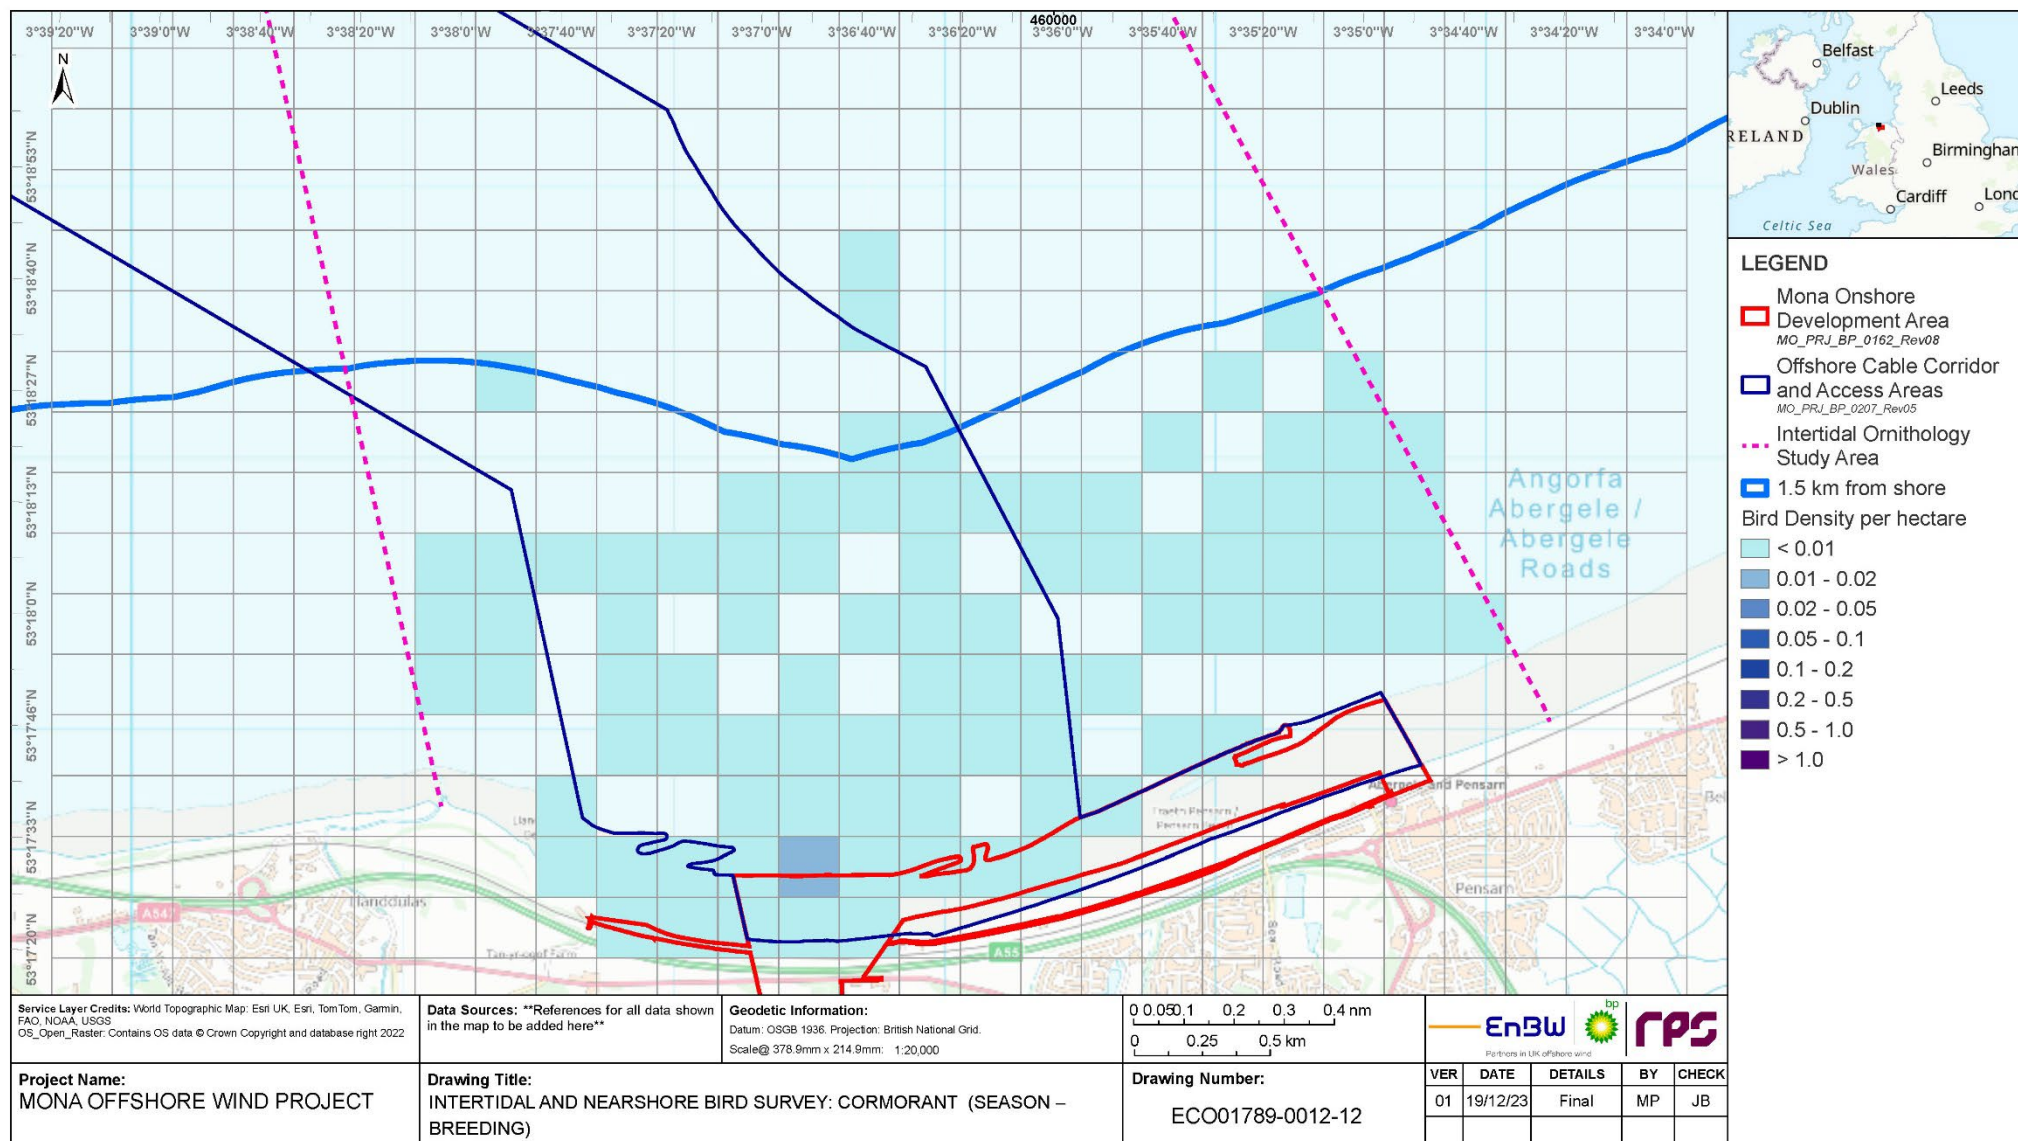 460000
3°39'20"W 3°39'0"W 3°38'40"W 3°38'20"W 3°38'0"W 3°37'40"W 3°37'20"W 3°37'0"W 3°36'40"W 3°36'20"W 3°36'0"W 3°35'40"W 3°35'20"W 3°35'0"W 3°34'40"W 3°34'20"W 3°34'0"W
N
53°18'53"N
53°18'40"N
53°18'27"N
53°18'13"N
53°18'0"N
53°17'46"N
53°17'33"N
53°17'20"N
Angorfa
Abergele /
Abergele
Roads
Abergele and Pensarn
Traeth Pensarn /
Pensarn
Llanddulas
A547
Tan-yr-ogof Farm
A55
Pensarn
Belfast
Leeds
Dublin
RELAND
Birmingham
Wales
Cardiff
Lond
Celtic Sea
LEGEND
Mona Onshore
Development Area
MO_PRJ_BP_0162_Rev08
Offshore Cable Corridor
and Access Areas
MO_PRJ_BP_0207_Rev05
Intertidal Ornithology
Study Area
1.5 km from shore
Bird Density per hectare
< 0.01
0.01 - 0.02
0.02 - 0.05
0.05 - 0.1
0.1 - 0.2
0.2 - 0.5
0.5 - 1.0
> 1.0
Service Layer Credits: World Topographic Map: Esri UK, Esri, TomTom, Garmin,
FAO, NOAA, USGS
OS_Open_Raster: Contains OS data © Crown Copyright and database right 2022
Data Sources: **References for all data shown
in the map to be added here**
Geodetic Information:
Datum: OSGB 1936. Projection: British National Grid.
Scale@ 378.9mm x 214.9mm: 1:20,000
0 0.05 0.1 0.2 0.3 0.4 nm
0 0.25 0.5 km
EnBW
bp
rps
Partners in UK offshore wind
Project Name:
MONA OFFSHORE WIND PROJECT
Drawing Title:
INTERTIDAL AND NEARSHORE BIRD SURVEY: CORMORANT (SEASON –
BREEDING)
Drawing Number:
ECO01789-0012-12
VER DATE DETAILS BY CHECK
01 19/12/23 Final MP JB